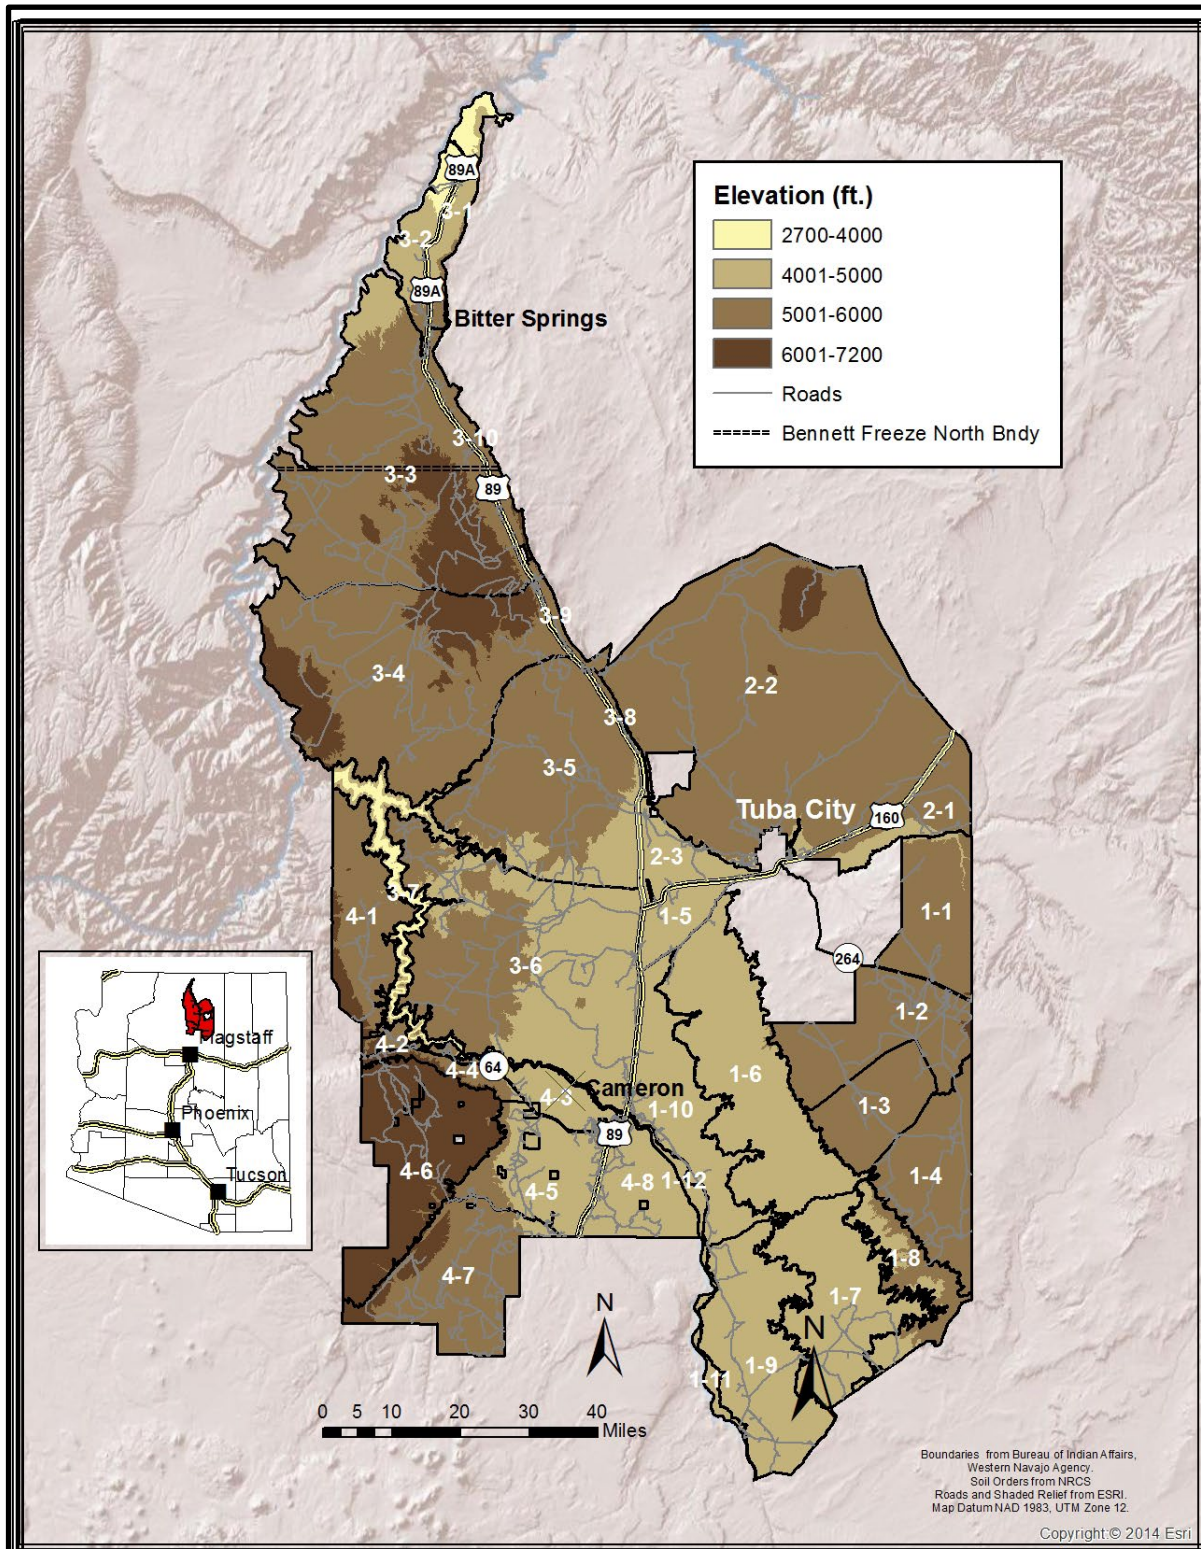 89A
3-1
3-2
89A
Bitter Springs
Elevation (ft.)
2700-4000
4001-5000
5001-6000
6001-7200
Roads
Bennett Freeze North Bndy
3-10
3-3
89
3-9
3-4
2-2
3-8
3-5
Tuba City
160
2-1
2-3
3-7
4-1
1-5
1-1
264
3-6
1-2
4-2
4-4
64
4-3
Cameron
1-10
1-6
1-3
89
4-6
4-5
4-8
1-12
1-4
1-8
4-7
1-7
1-9
1-11
Flagstaff
Phoenix
Tucson
N
N
0 5 10 20 30 40
Miles
Boundaries from Bureau of Indian Affairs,
Western Navajo Agency.
Soil Orders from NRCS
Roads and Shaded Relief from ESRI.
Map Datum NAD 1983, UTM Zone 12.
Copyright:© 2014 Esri